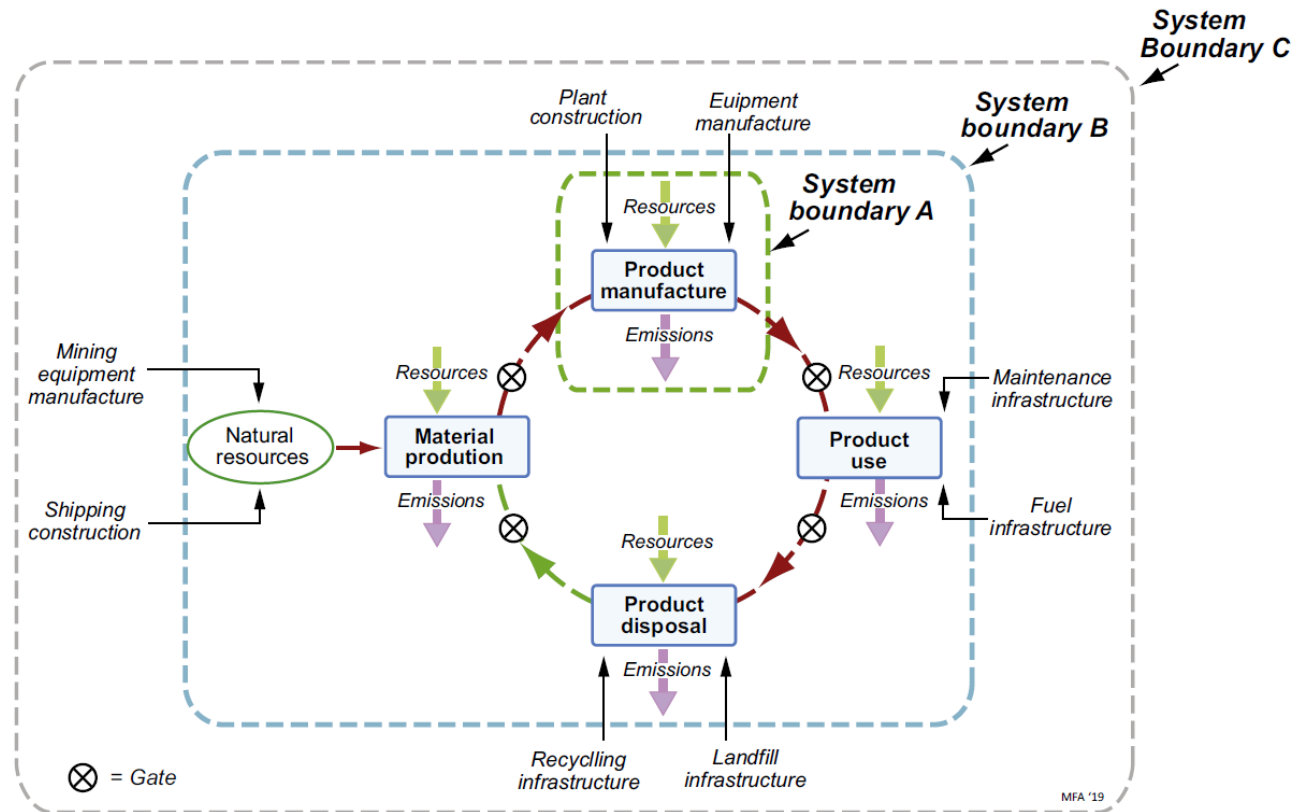 System
Boundary C
Plant
construction
Euipment
manufacture
System
boundary B
System
boundary A
Resources
Product
manufacture
Emissions
Mining
equipment
manufacture
Resources
Resources
Maintenance
infrastructure
Natural
resources
Material
prodution
Product
use
Shipping
construction
Emissions
Emissions
Fuel
infrastructure
Resources
Product
disposal
Emissions
Recyclling
infrastructure
Landfill
infrastructure
= Gate
MFA '19